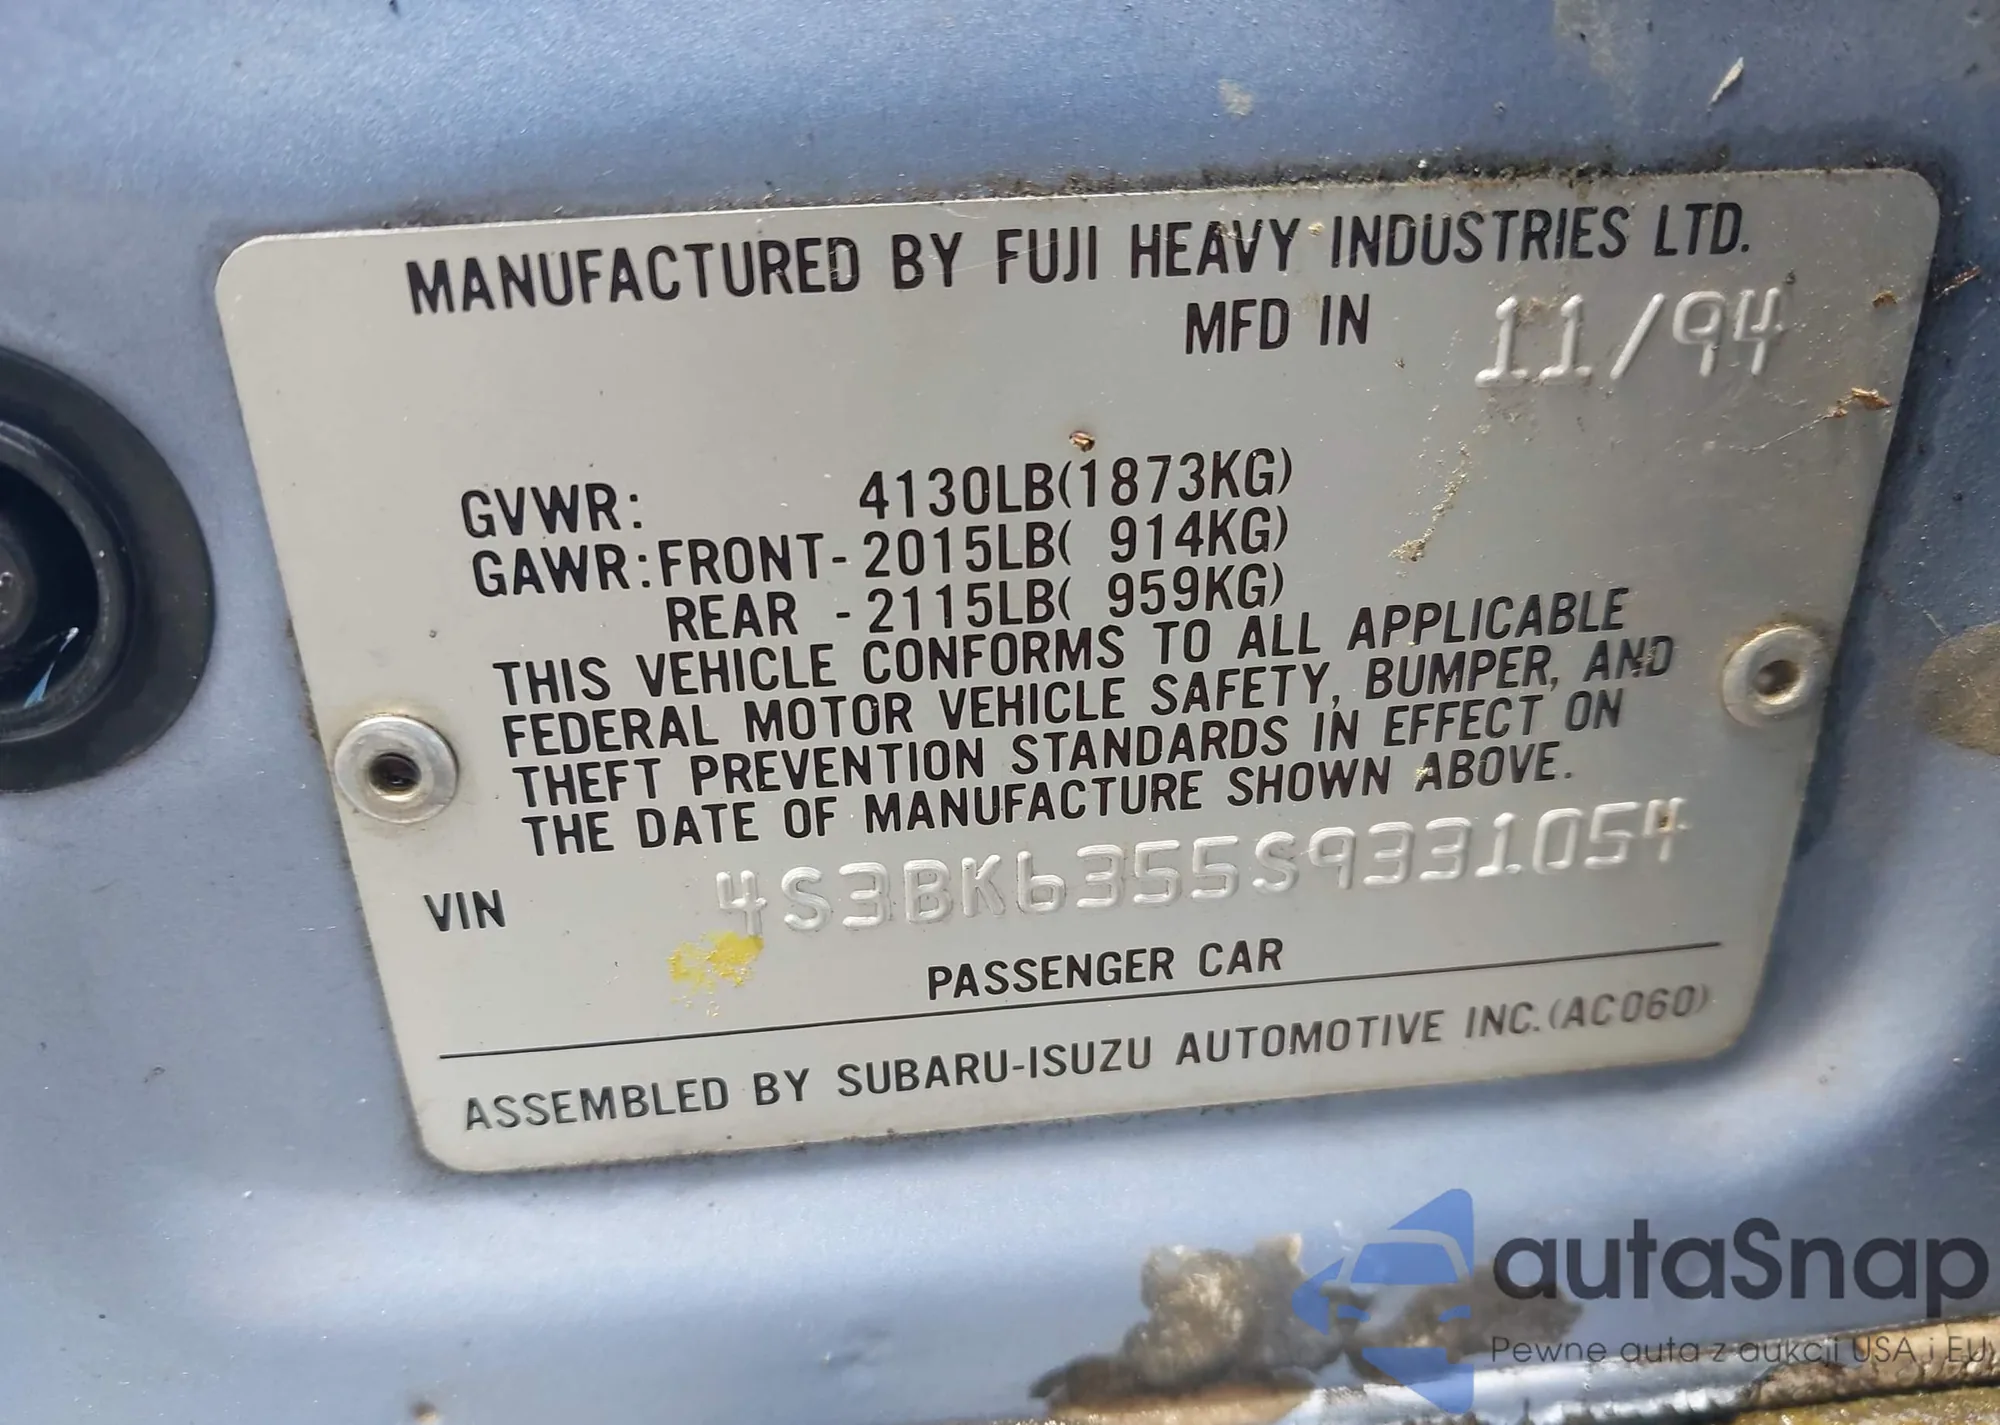 MANUFACTURED BY FUJI HEAVY INDUSTRIES LTD.
MFD IN 11/94
GVWR: 4130LB(1873KG)
GAWR:FRONT-2015LB( 914KG)
REAR -2115LB( 959KG)
THIS VEHICLE CONFORMS TO ALL APPLICABLE
FEDERAL MOTOR VEHICLE SAFETY, BUMPER, AND
THEFT PREVENTION STANDARDS IN EFFECT ON
THE DATE OF MANUFACTURE SHOWN ABOVE.
VIN 4S3BK6355S9331054
PASSENGER CAR
ASSEMBLED BY SUBARU-ISUZU AUTOMOTIVE INC.(AC060)
autaSnap
Pewne auta z aukcji USA i EU